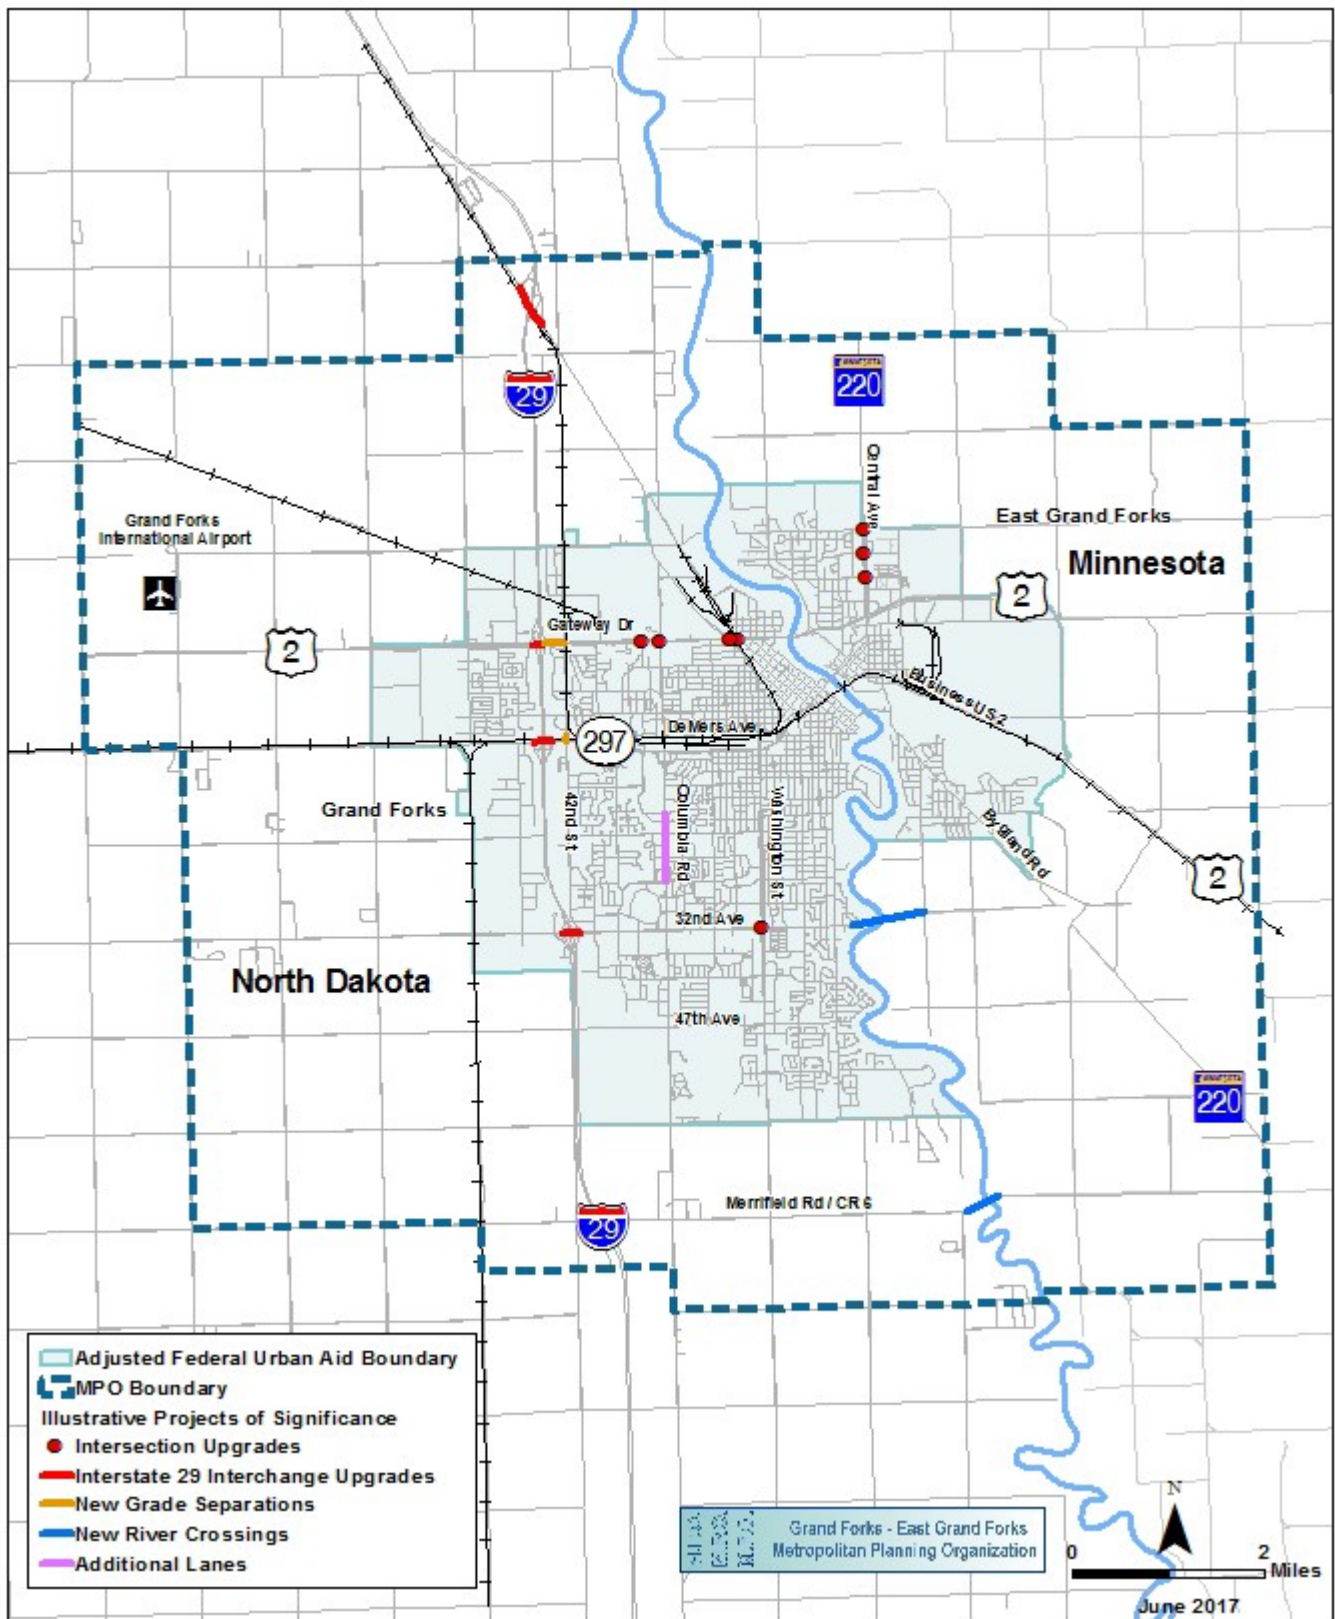 29
MINNESOTA
220
Central Ave
East Grand Forks
Grand Forks
International Airport
Minnesota
2
2
Gateway Dr
Business US 2
DeMers Ave
297
Grand Forks
42nd St
Columbia Rd
Washington St
Bygland Rd
2
32nd Ave
North Dakota
47th Ave
MINNESOTA
220
Merrifield Rd / CR 6
29
Adjusted Federal Urban Aid Boundary
MPO Boundary
Illustrative Projects of Significance
Intersection Upgrades
Interstate 29 Interchange Upgrades
New Grade Separations
New River Crossings
Additional Lanes
Grand Forks - East Grand Forks
Metropolitan Planning Organization
N
0 2
Miles
June 2017